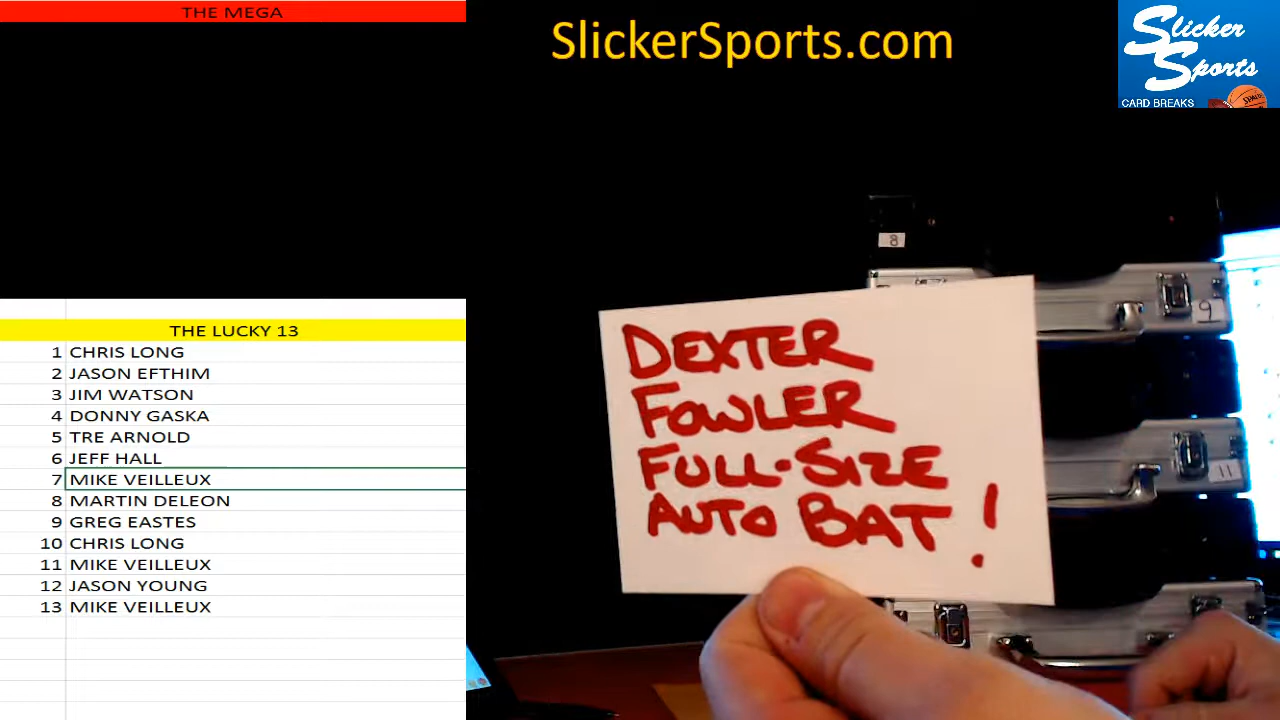 THE MEGA
SlickerSports.com
Slicker
Sports
CARD BREAKS
SPALDING
8
9
11
THE LUCKY 13
1 CHRIS LONG
2 JASON EFTHIM
3 JIM WATSON
4 DONNY GASKA
5 TRE ARNOLD
6 JEFF HALL
7 MIKE VEILLEUX
8 MARTIN DELEON
9 GREG EASTES
10 CHRIS LONG
11 MIKE VEILLEUX
12 JASON YOUNG
13 MIKE VEILLEUX
DEXTER
FOWLER
FULL-SIZE
AUTO BAT!